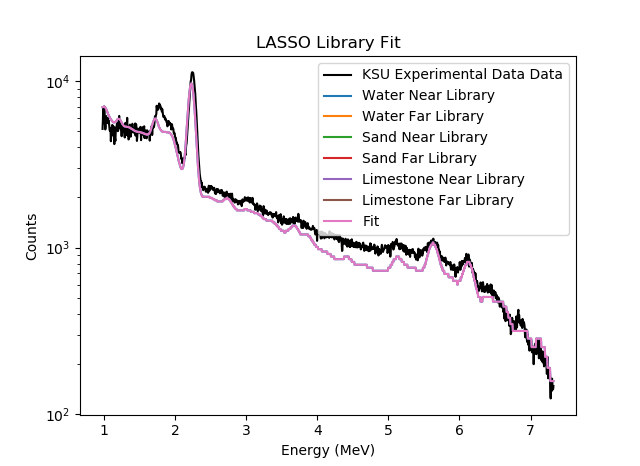 LASSO Library Fit
KSU Experimental Data Data
Water Near Library
Water Far Library
Sand Near Library
Sand Far Library
Limestone Near Library
Limestone Far Library
Fit
Counts
10⁴
10³
10²
1 2 3 4 5 6 7
Energy (MeV)